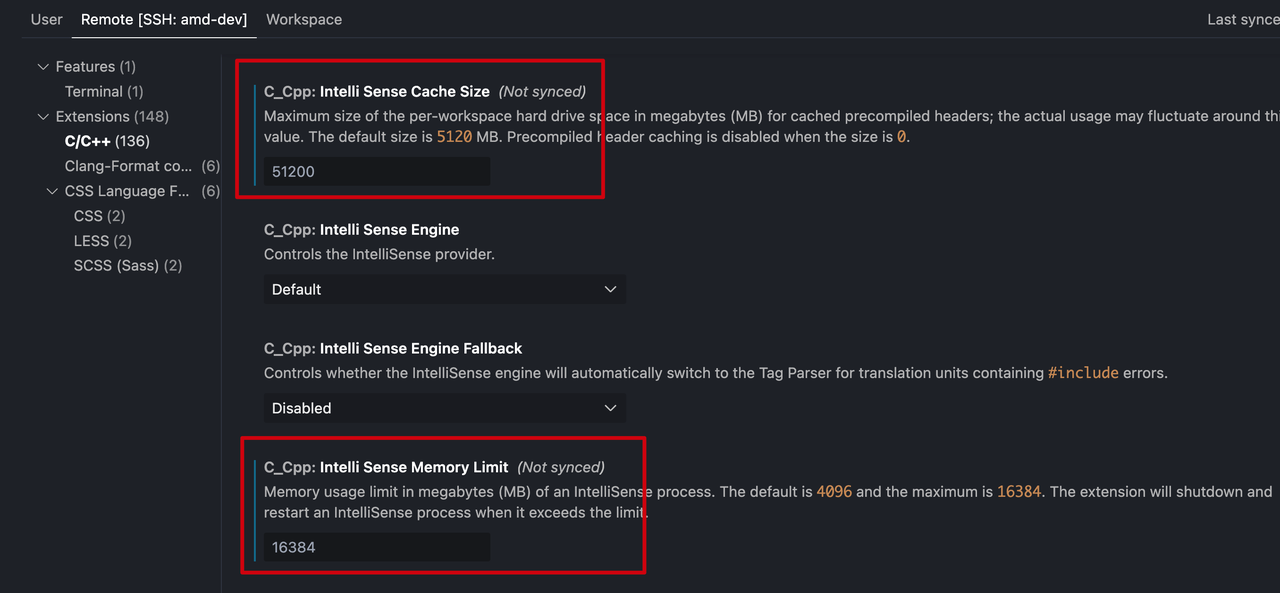 User Remote [SSH: amd-dev] Workspace Last synce
Features (1)
Terminal (1)
Extensions (148)
C/C++ (136)
Clang-Format co... (6)
CSS Language F... (6)
CSS (2)
LESS (2)
SCSS (Sass) (2)
C_Cpp: Intelli Sense Cache Size (Not synced)
Maximum size of the per-workspace hard drive space in megabytes (MB) for cached precompiled headers; the actual usage may fluctuate around thi
value. The default size is 5120 MB. Precompiled header caching is disabled when the size is 0.
51200
C_Cpp: Intelli Sense Engine
Controls the IntelliSense provider.
Default
C_Cpp: Intelli Sense Engine Fallback
Controls whether the IntelliSense engine will automatically switch to the Tag Parser for translation units containing #include errors.
Disabled
C_Cpp: Intelli Sense Memory Limit (Not synced)
Memory usage limit in megabytes (MB) of an IntelliSense process. The default is 4096 and the maximum is 16384. The extension will shutdown and
restart an IntelliSense process when it exceeds the limit.
16384